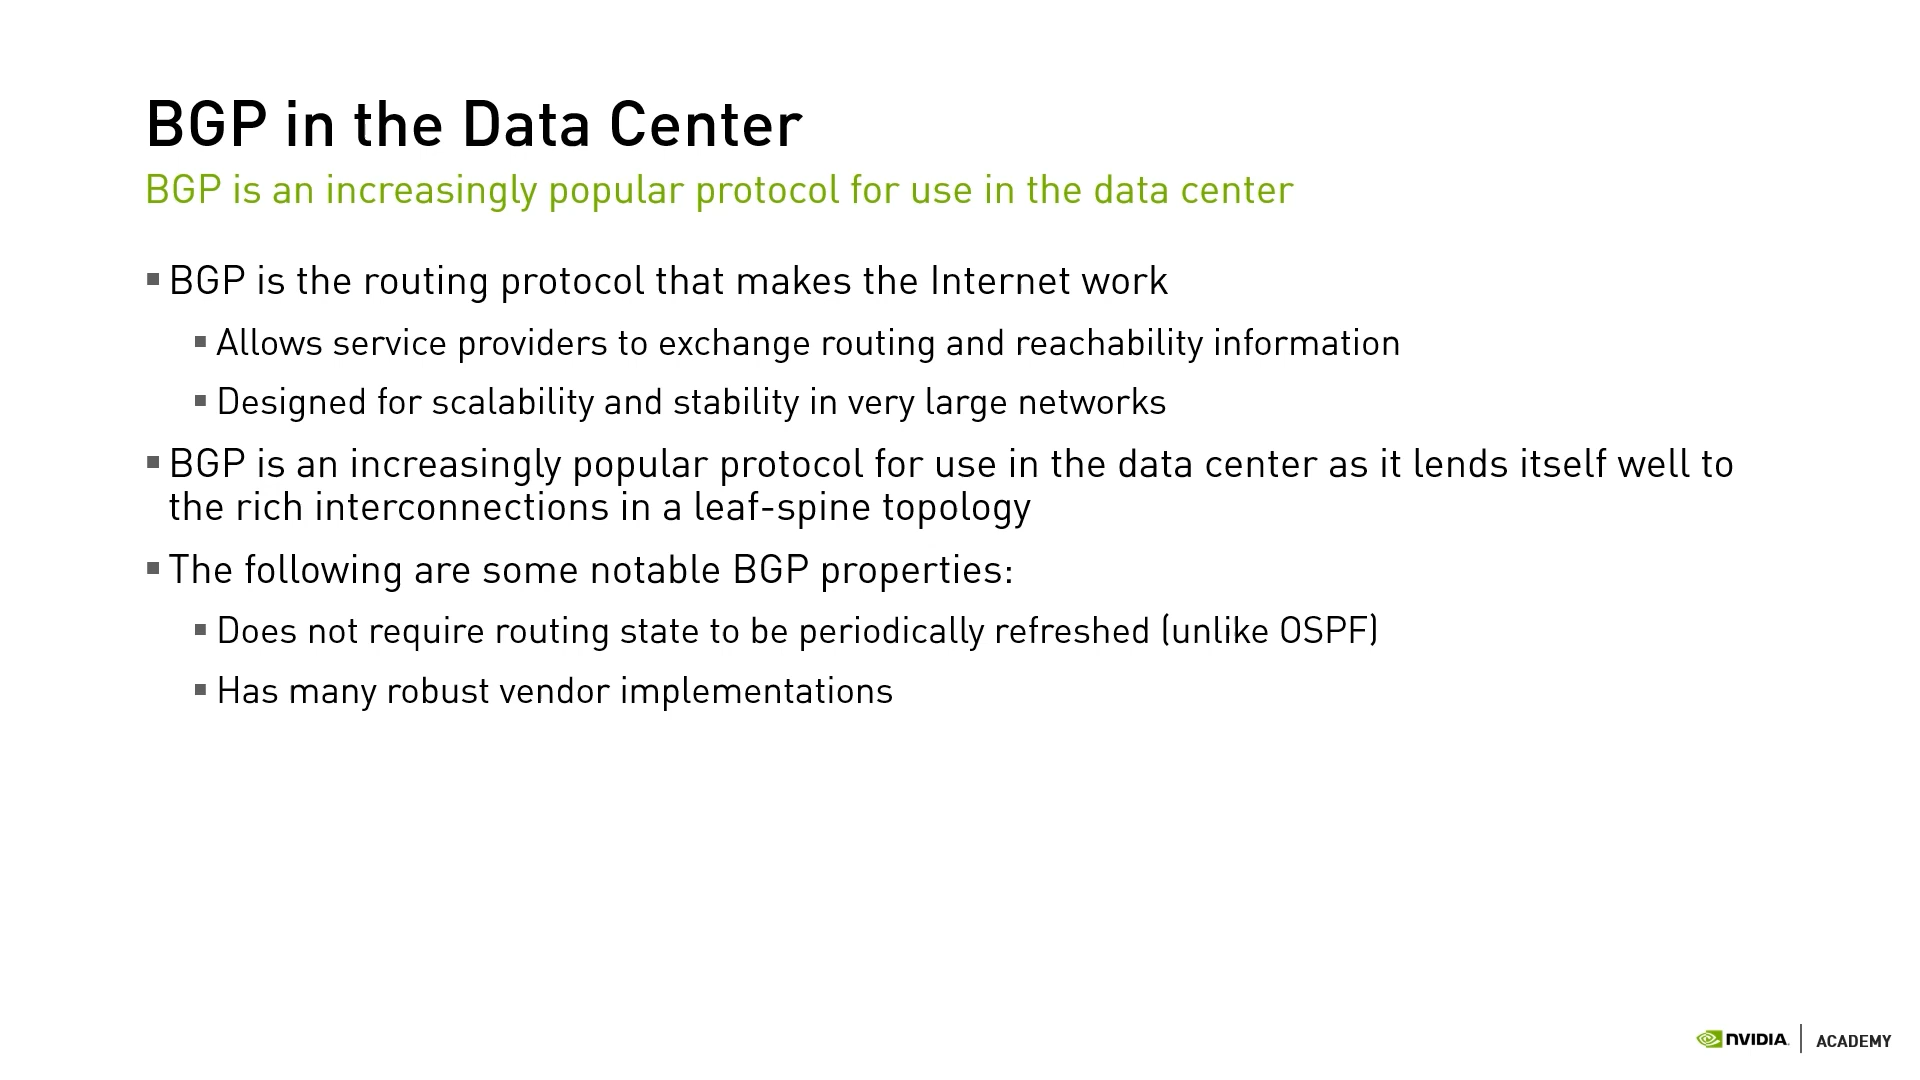 BGP in the Data Center
BGP is an increasingly popular protocol for use in the data center
▪ BGP is the routing protocol that makes the Internet work
▪ Allows service providers to exchange routing and reachability information
▪ Designed for scalability and stability in very large networks
▪ BGP is an increasingly popular protocol for use in the data center as it lends itself well to
the rich interconnections in a leaf-spine topology
▪ The following are some notable BGP properties:
▪ Does not require routing state to be periodically refreshed (unlike OSPF)
▪ Has many robust vendor implementations
NVIDIA. | ACADEMY